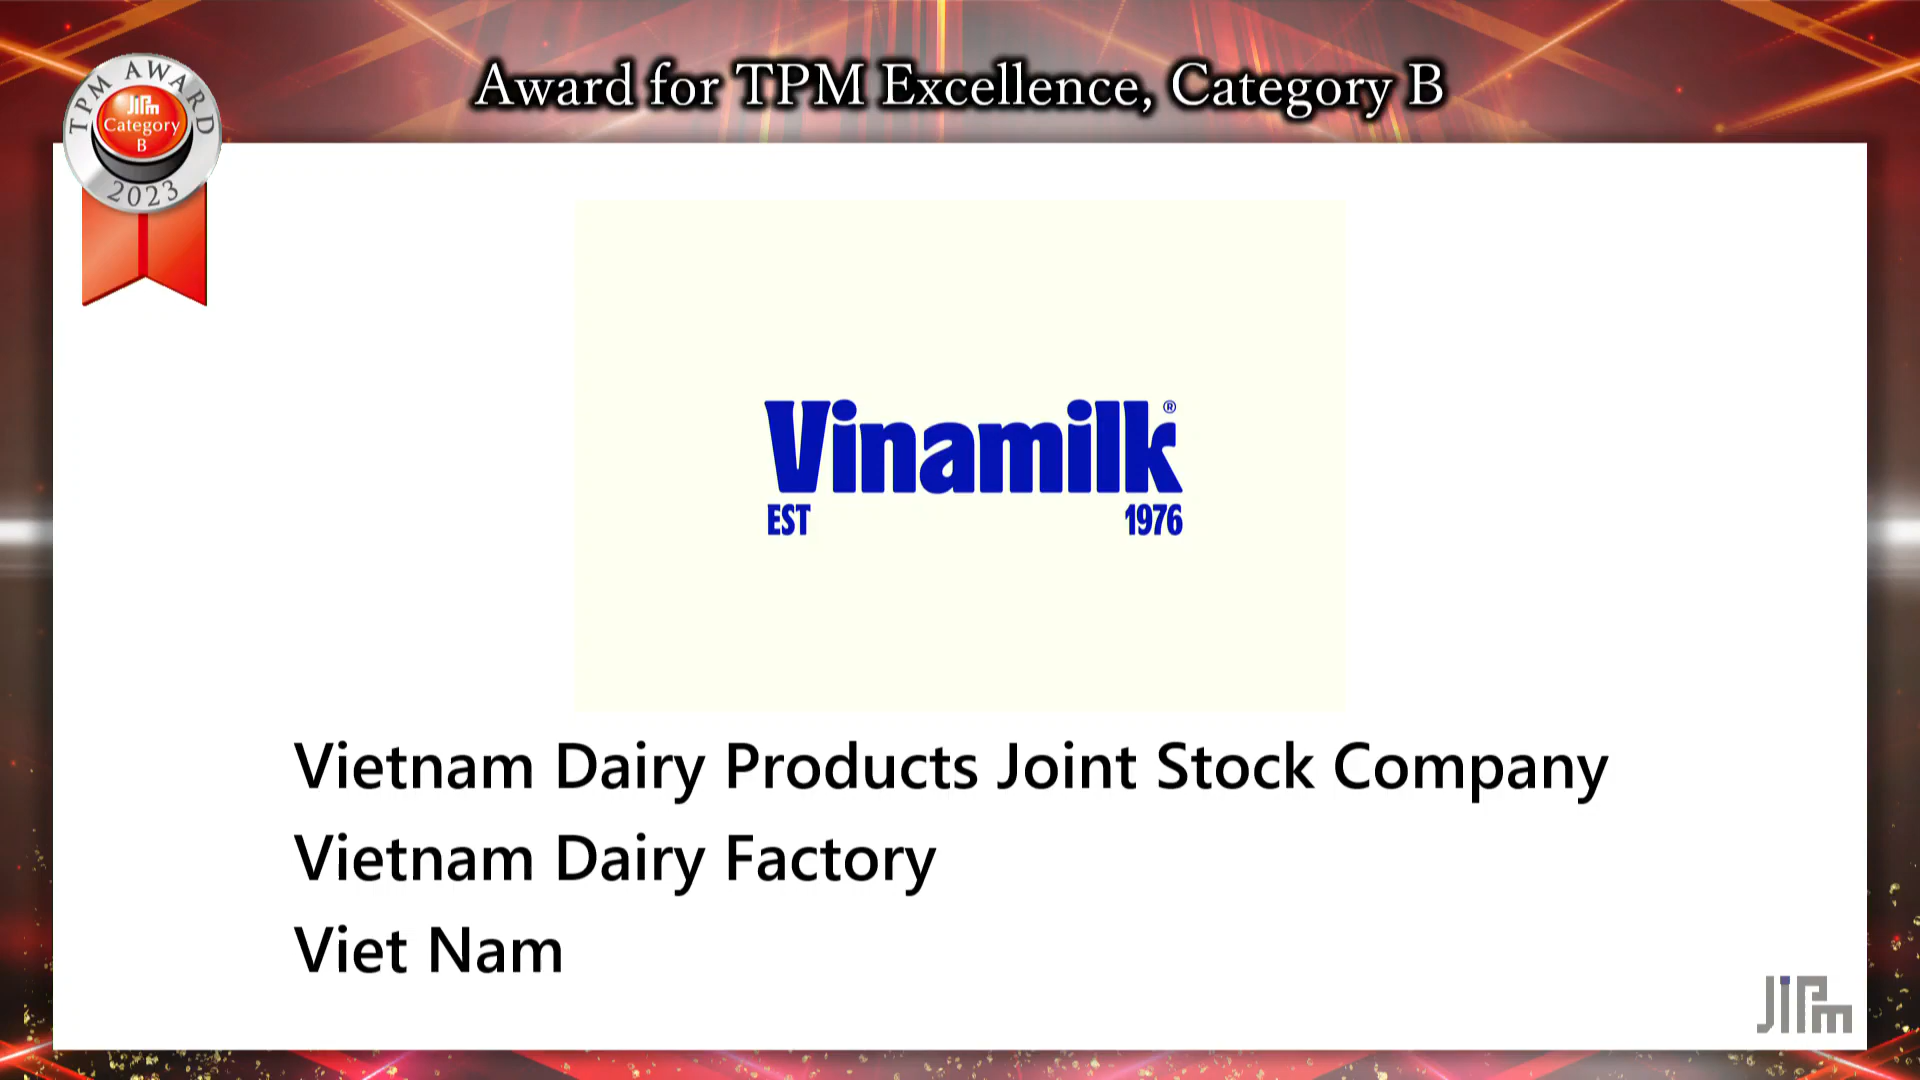 Award for TPM Excellence, Category B
TPM AWARD
JIPm
Category
B
2023
Vinamilk®
EST 1976
Vietnam Dairy Products Joint Stock Company
Vietnam Dairy Factory
Viet Nam
JIPm